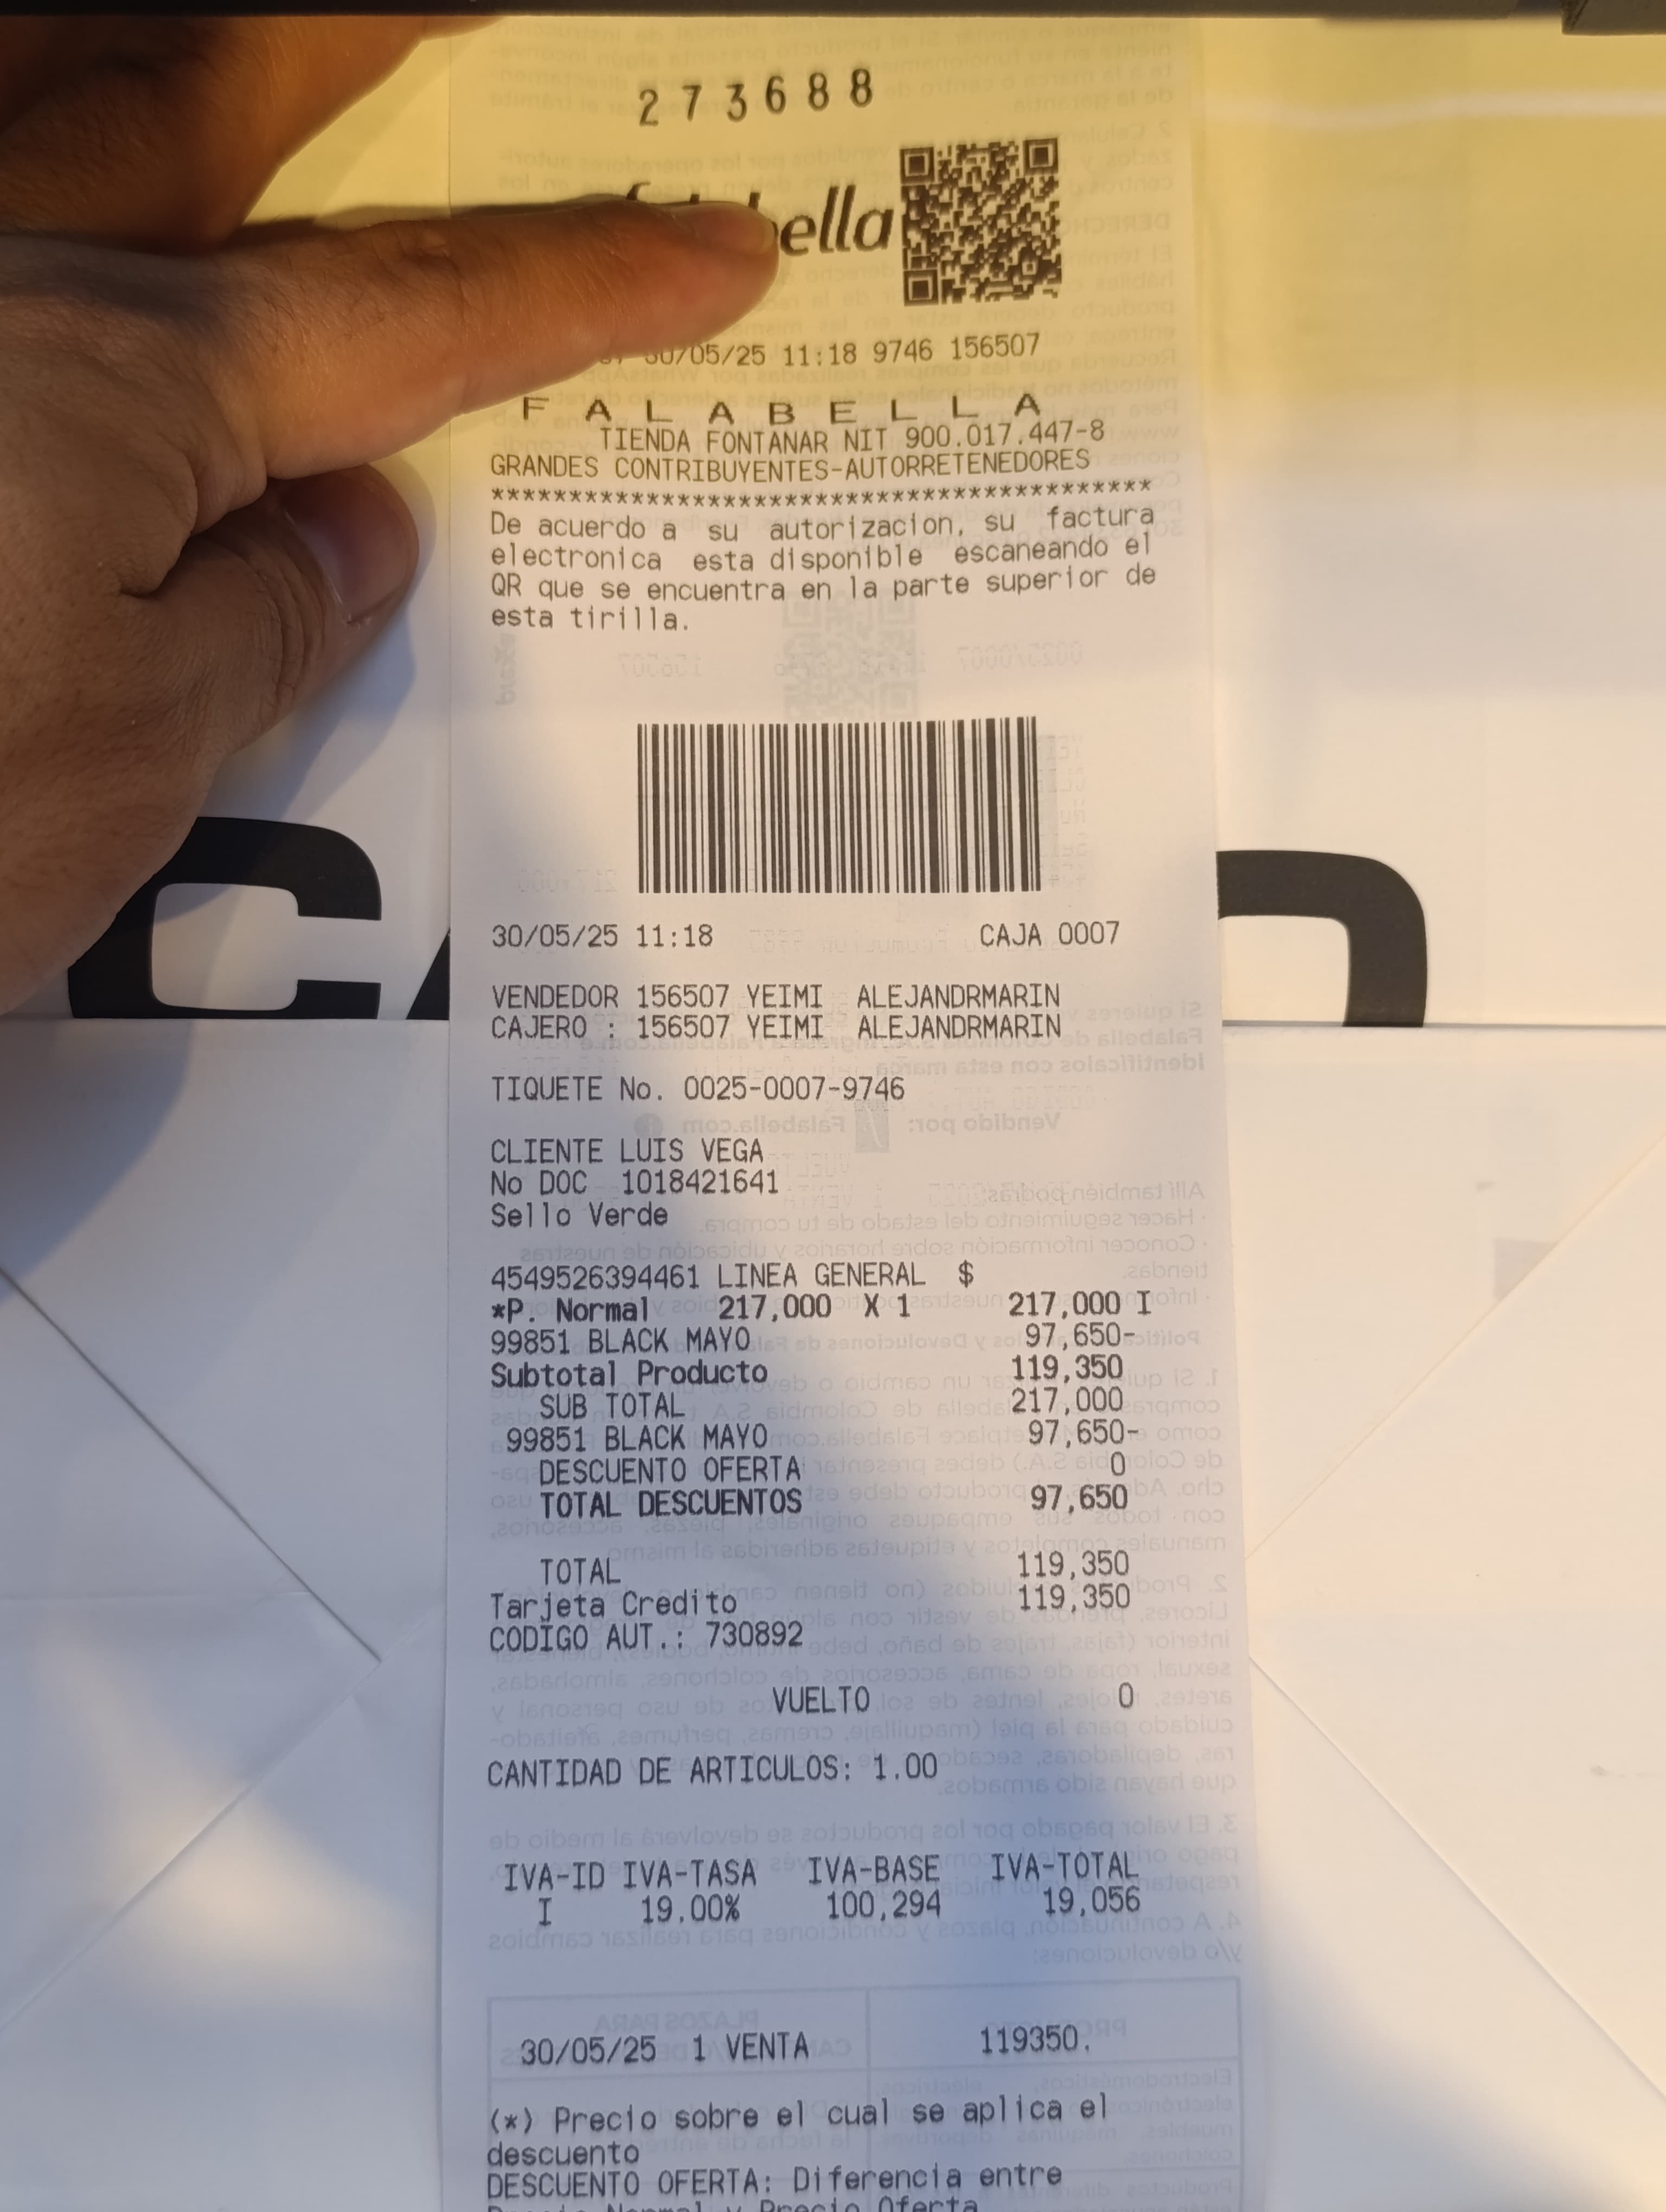 273688
ella
/05/25 11:18 9746 156507
FALABELLA
TIENDA FONTANAR NIT 900.017.447-8
GRANDES CONTRIBUYENTES-AUTORRETENEDORES
*******************************************
De acuerdo a su autorizacion, su factura
electronica esta disponible escaneando el
QR que se encuentra en la parte superior de
esta tirilla.
30/05/25 11:18 CAJA 0007
VENDEDOR 156507 YEIMI ALEJANDRMARIN
CAJERO : 156507 YEIMI ALEJANDRMARIN
TIQUETE No. 0025-0007-9746
CLIENTE LUIS VEGA
No DOC 1018421641
Sello Verde
4549526394461 LINEA GENERAL $
*P. Normal 217,000 X 1 217,000 I
99851 BLACK MAYO 97,650-
Subtotal Producto 119,350
SUB TOTAL 217,000
99851 BLACK MAYO 97,650-
DESCUENTO OFERTA 0
TOTAL DESCUENTOS 97,650
TOTAL 119,350
Tarjeta Credito 119,350
CODIGO AUT.: 730892
VUELTO 0
CANTIDAD DE ARTICULOS: 1.00
IVA-ID IVA-TASA IVA-BASE IVA-TOTAL
I 19.00% 100,294 19,056
30/05/25 1 VENTA 119350.
(*) Precio sobre el cual se aplica el
descuento
DESCUENTO OFERTA: Diferencia entre
Precio Normal y Precio Oferta